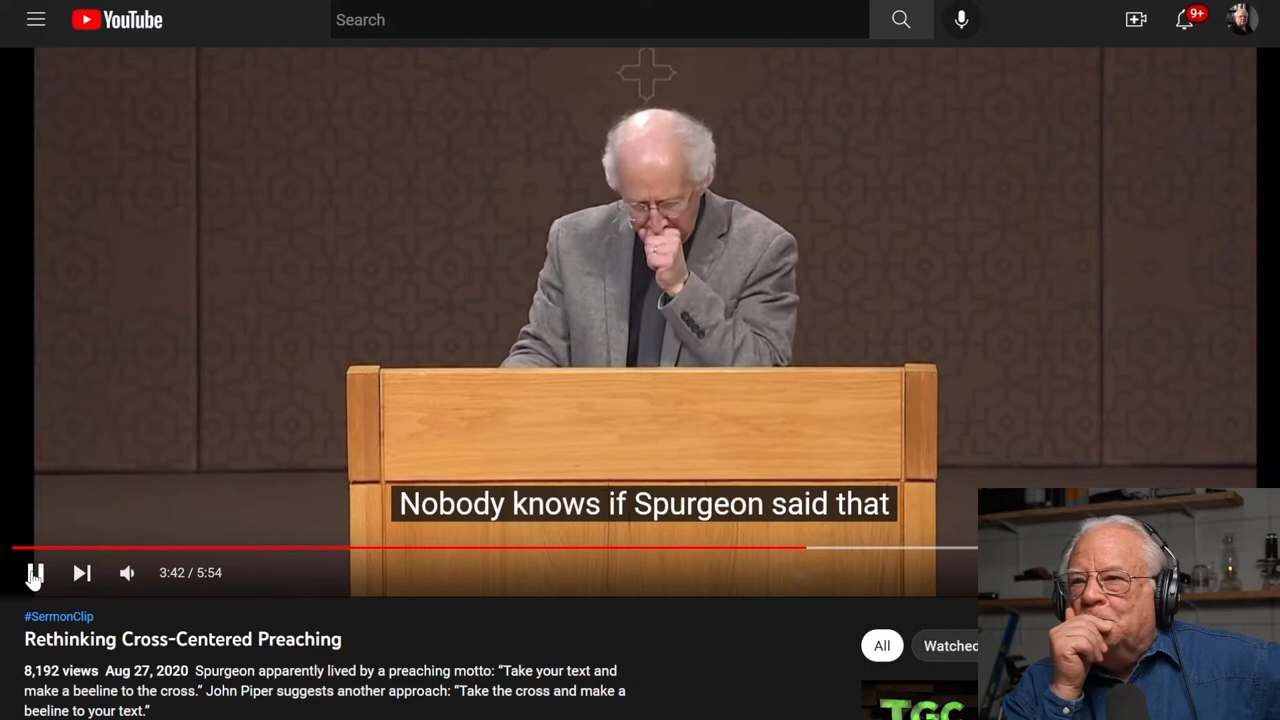 YouTube
Search
9+
Nobody knows if Spurgeon said that
3:42 / 5:54
#SermonClip
Rethinking Cross-Centered Preaching
All
Watched
8,192 views Aug 27, 2020 Spurgeon apparently lived by a preaching motto: “Take your text and
make a beeline to the cross.” John Piper suggests another approach: “Take the cross and make a
beeline to your text.”
TGC